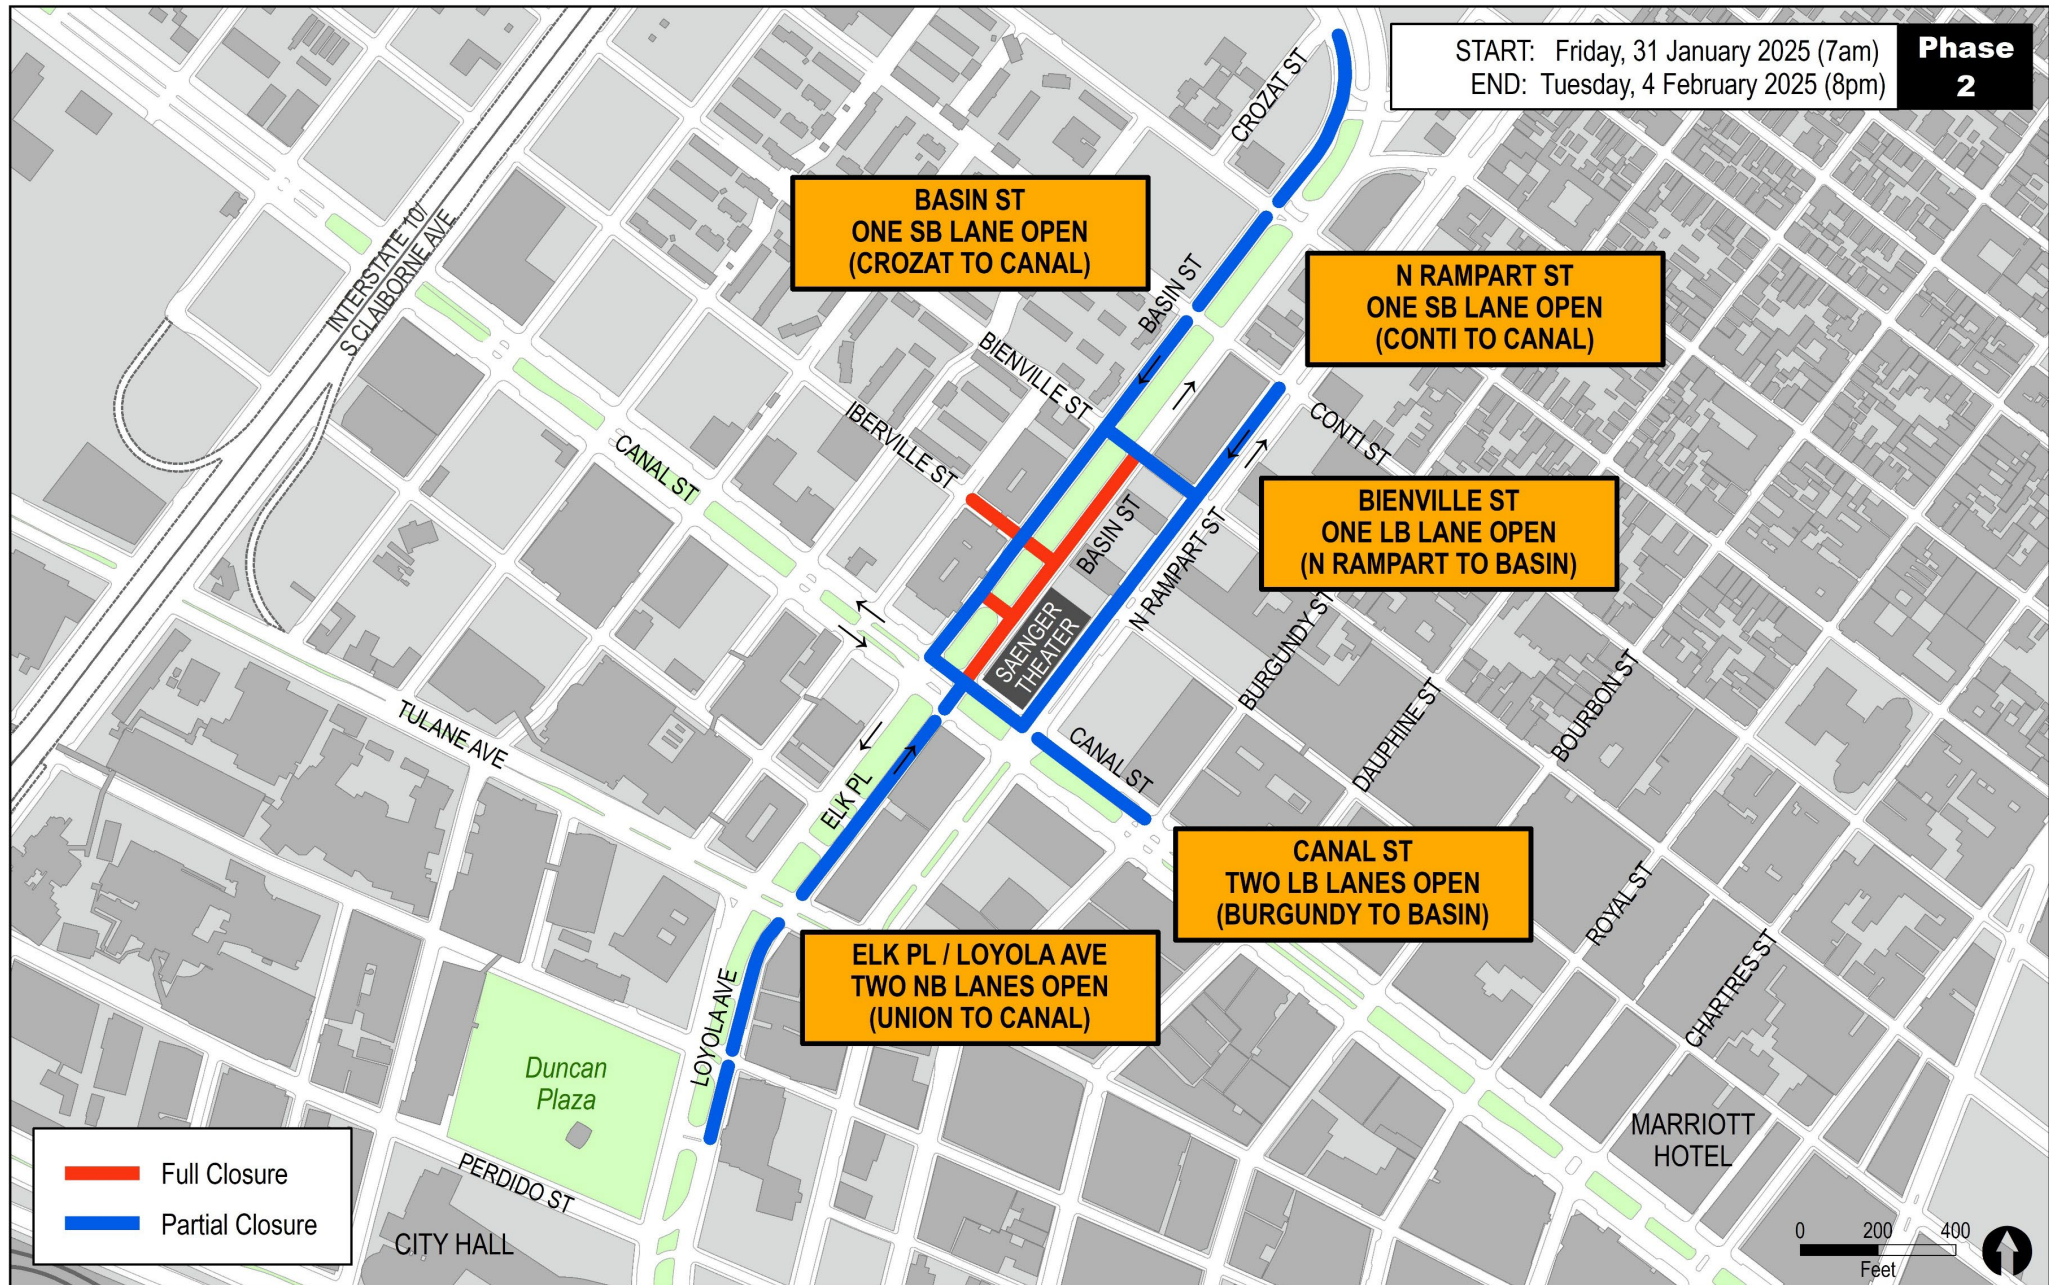 START: Friday, 31 January 2025 (7am)
END: Tuesday, 4 February 2025 (8pm)
Phase
2
CROZAT ST
BASIN ST
ONE SB LANE OPEN
(CROZAT TO CANAL)
INTERSTATE 10/
S CLAIBORNE AVE
BASIN ST
N RAMPART ST
ONE SB LANE OPEN
(CONTI TO CANAL)
BIENVILLE ST
IBERVILLE ST
CONTI ST
CANAL ST
BASIN ST
N RAMPART ST
BIENVILLE ST
ONE LB LANE OPEN
(N RAMPART TO BASIN)
SAENGER
THEATER
BURGUNDY ST
DAUPHINE ST
BOURBON ST
TULANE AVE
ELK PL
CANAL ST
CANAL ST
TWO LB LANES OPEN
(BURGUNDY TO BASIN)
ROYAL ST
CHARTRES ST
ELK PL / LOYOLA AVE
TWO NB LANES OPEN
(UNION TO CANAL)
LOYOLA AVE
Duncan
Plaza
MARRIOTT
HOTEL
PERDIDO ST
CITY HALL
Full Closure
Partial Closure
0 200 400
Feet